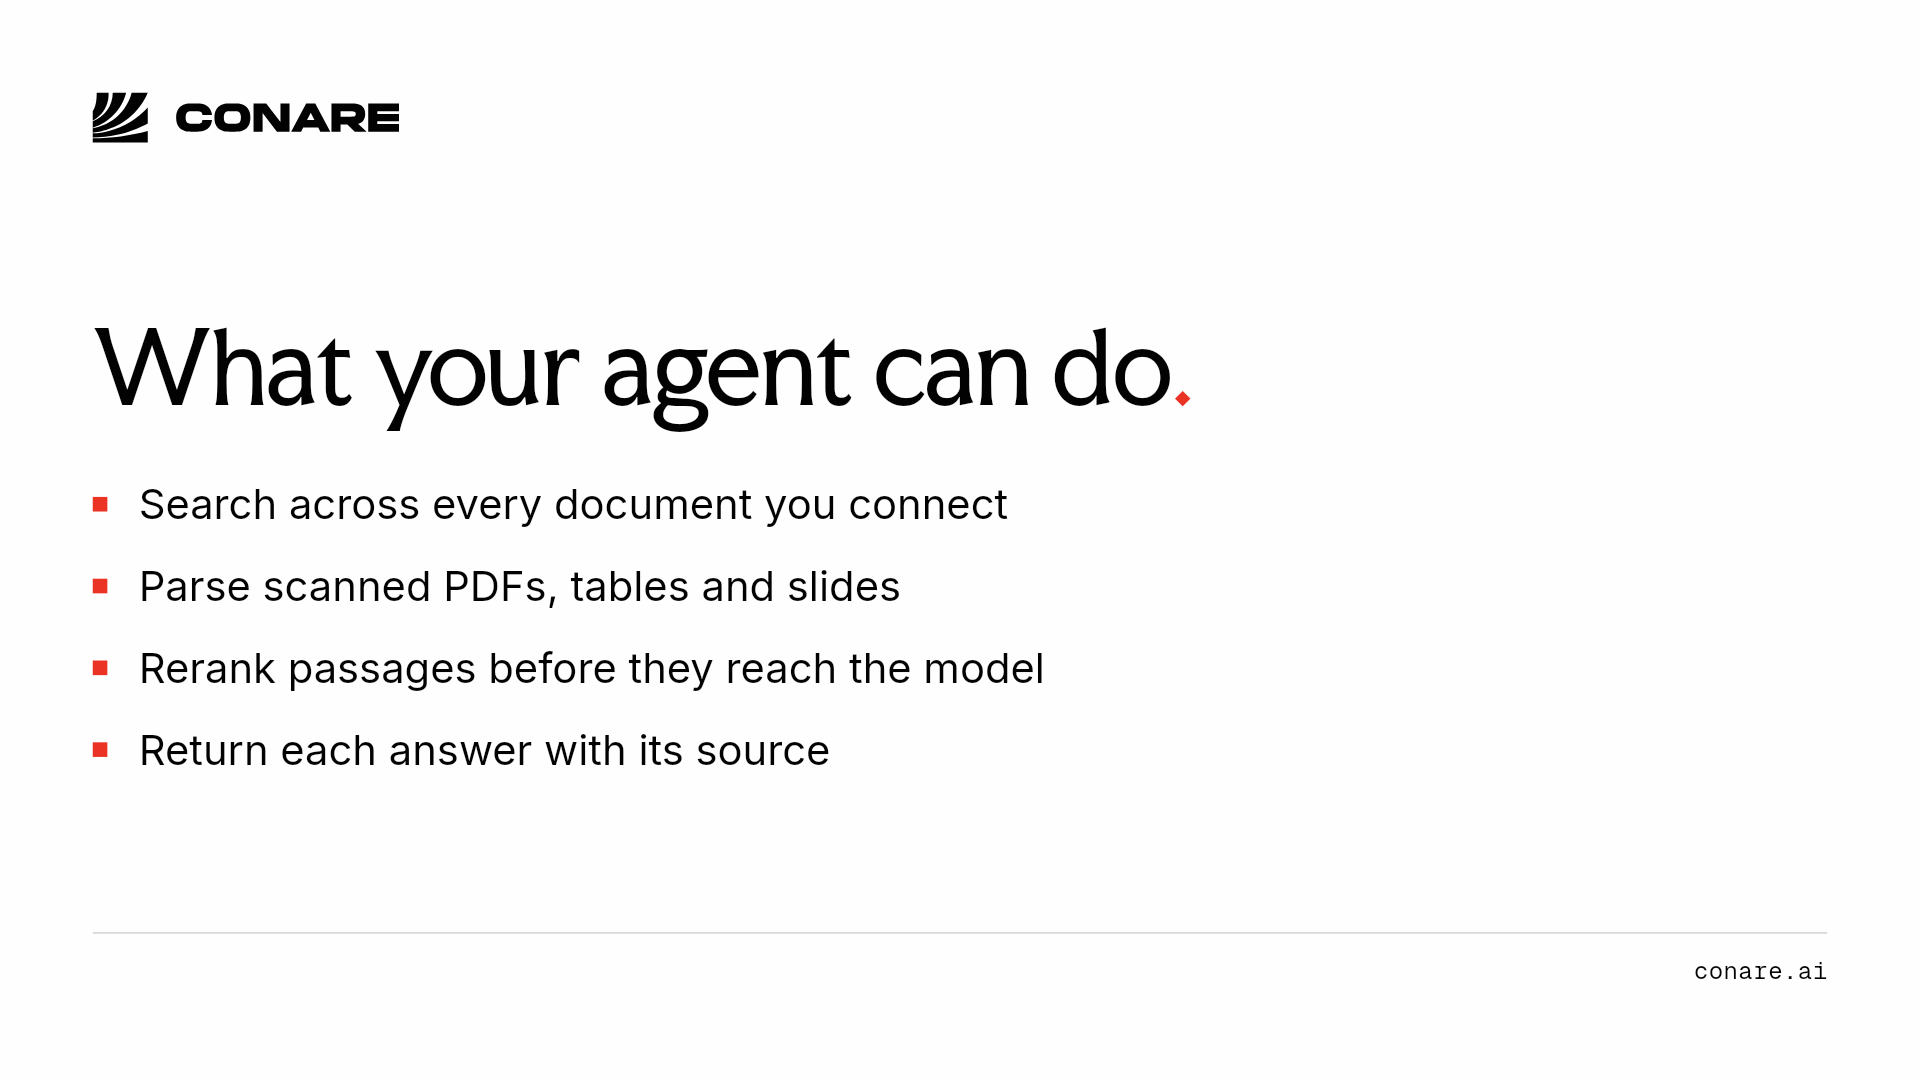 CONARE
What your agent can do.
Search across every document you connect
Parse scanned PDFs, tables and slides
Rerank passages before they reach the model
Return each answer with its source
conare.ai